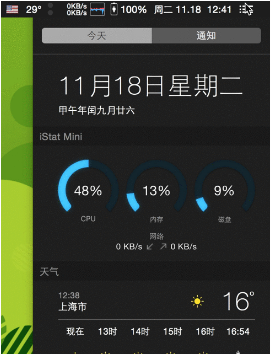 29° 0KB/s 0KB/s 100% 周二 11.18 12:41
今天 通知
11月18日星期二
甲午年闰九月廿六
iStat Mini
48% 13% 9%
CPU 内存 磁盘
网络
0 KB/s 0 KB/s
天气
12:38
上海市
16°
现在 13时 14时 15时 16时 16:54